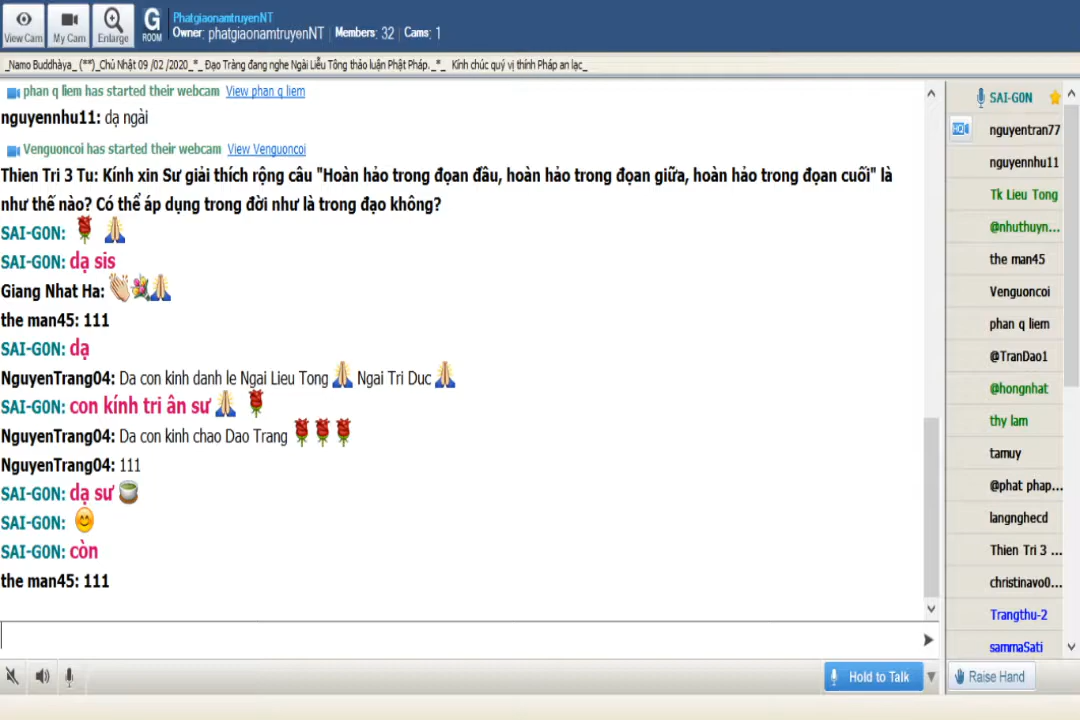 View Cam
My Cam
Enlarge
G
ROOM
PhatgiaonamtruyenNT
Owner: phatgiaonamtruyenNT Members: 32 Cams: 1
_Namo Buddhàya_ (**)_Chủ Nhật 09 /02 /2020_*_ Đạo Tràng đang nghe Ngài Liễu Tông thảo luận Phật Pháp._*_ Kính chúc quý vị thính Pháp an lạc_
phan q liem has started their webcam View phan q liem
nguyennhu11: dạ ngài
Venguoncoi has started their webcam View Venguoncoi
Thien Tri 3 Tu: Kính xin Sư giải thích rộng câu "Hoàn hảo trong đọan đầu, hoàn hảo trong đọan giữa, hoàn hảo trong đọan cuối" là
như thế nào? Có thể áp dụng trong đời như là trong đạo không?
SAI-GON:
SAI-GON: dạ sis
Giang Nhat Ha:
the man45: 111
SAI-GON: dạ
NguyenTrang04: Da con kinh danh le Ngai Lieu Tong Ngai Tri Duc
SAI-GON: con kính tri ân sư
NguyenTrang04: Da con kinh chao Dao Trang
NguyenTrang04: 111
SAI-GON: dạ sư
SAI-GON:
SAI-GON: còn
the man45: 111
Hold to Talk
SAI-GON
HD
nguyentran77
nguyennhu11
Tk Lieu Tong
@nhuthuyn...
the man45
Venguoncoi
phan q liem
@TranDao1
@hongnhat
thy lam
tamuy
@phat phap...
langnghecd
Thien Tri 3 ...
christinavo0...
Trangthu-2
sammaSati
Raise Hand